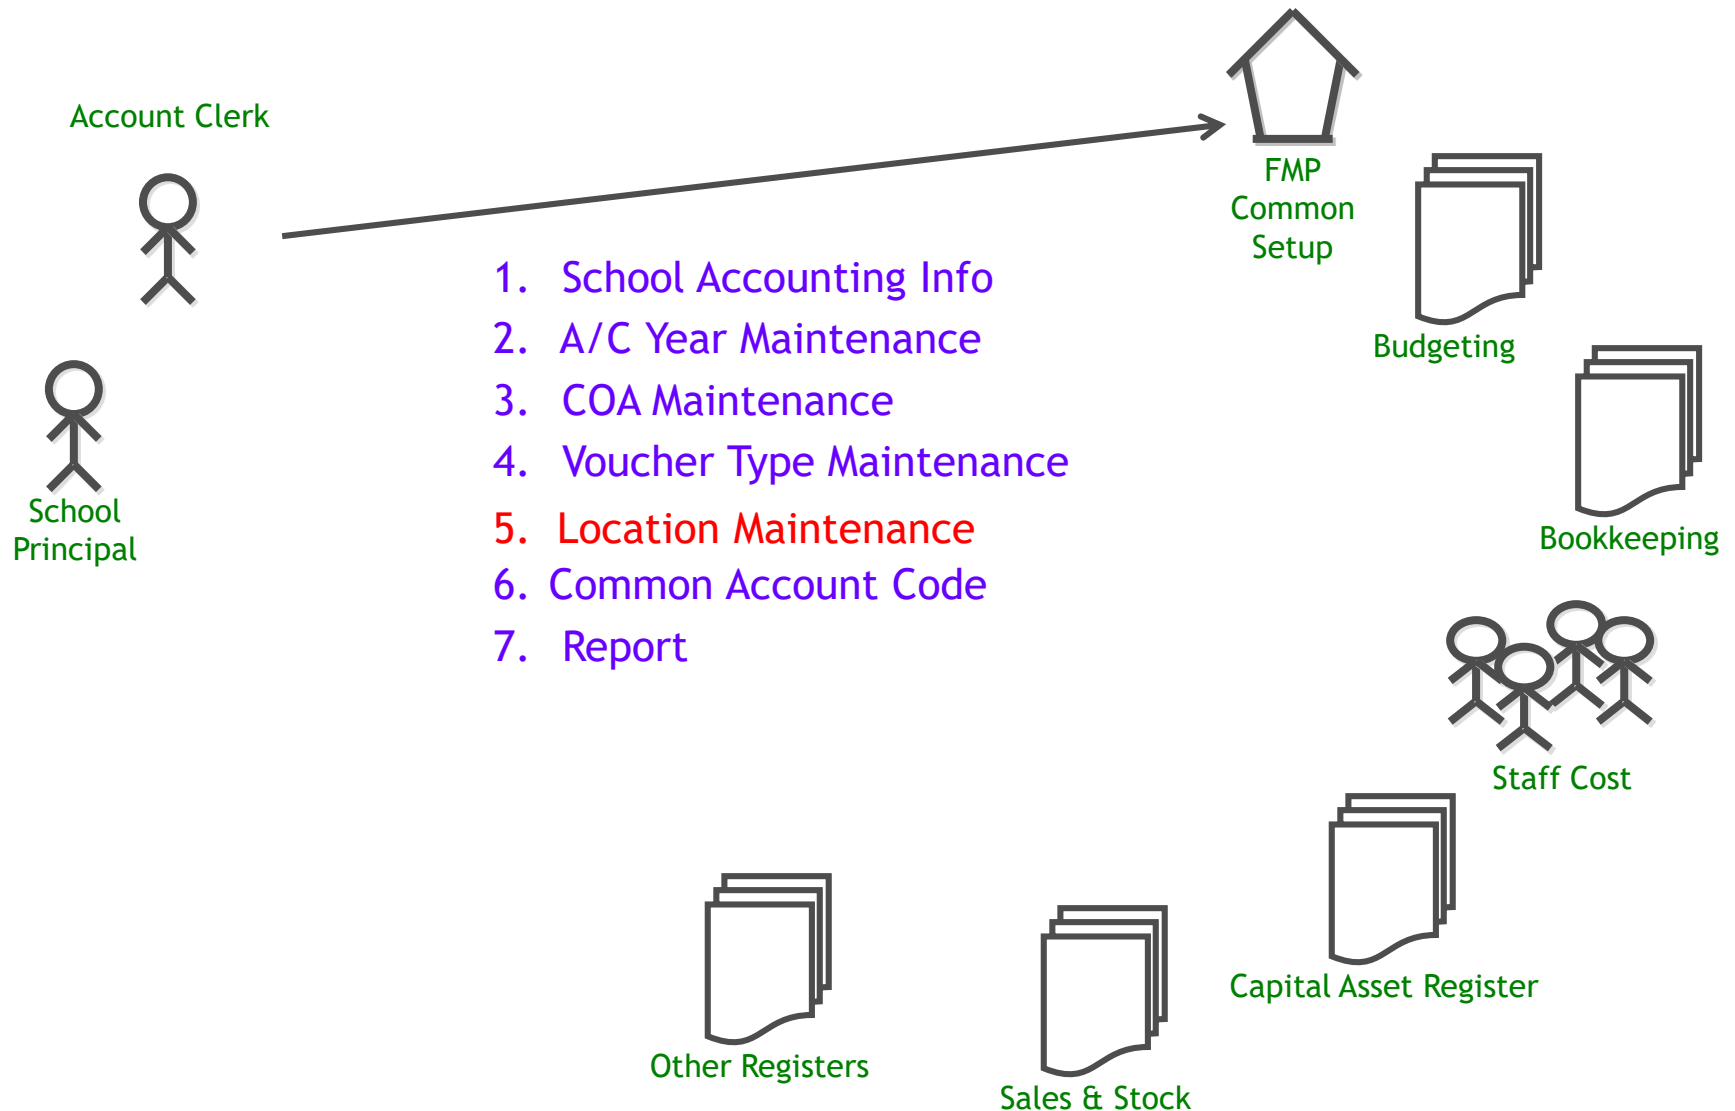 Account Clerk
FMP
Common
Setup
1. School Accounting Info
2. A/C Year Maintenance
Budgeting
3. COA Maintenance
4. Voucher Type Maintenance
School
Principal
5. Location Maintenance
Bookkeeping
6. Common Account Code
7. Report
Staff Cost
Capital Asset Register
Other Registers
Sales & Stock